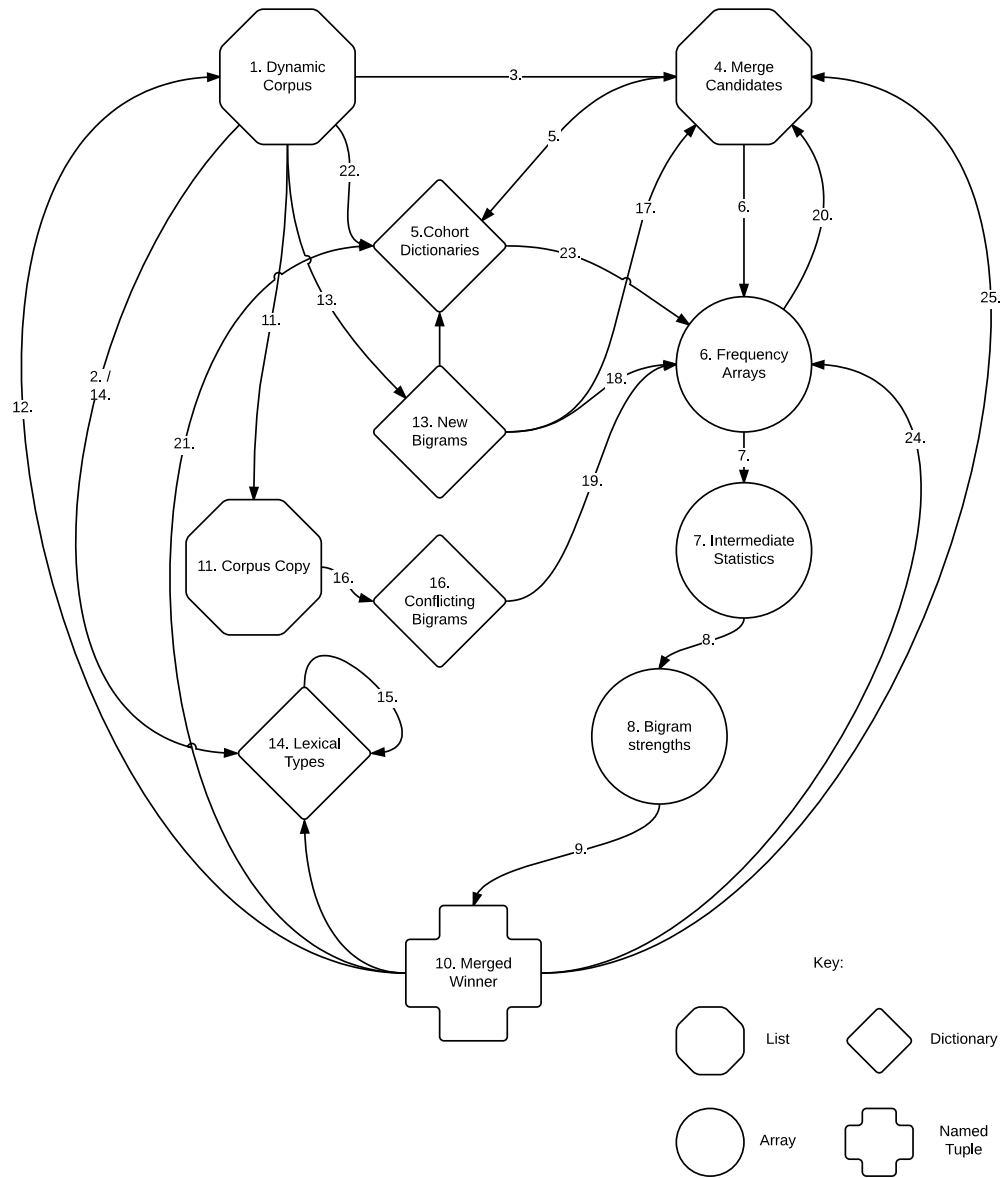 1. Dynamic
Corpus
3.
4. Merge
Candidates
5.
22.
5.Cohort
Dictionaries
17.
6.
20.
23.
13.
11.
25.
2. /
14.
12.
6. Frequency
Arrays
18.
13. New
Bigrams
21.
24.
7.
19.
7. Intermediate
Statistics
11. Corpus Copy
16.
16.
Conflicting
Bigrams
8.
15.
14. Lexical
Types
8. Bigram
strengths
9.
10. Merged
Winner
Key:
List
Dictionary
Array
Named
Tuple